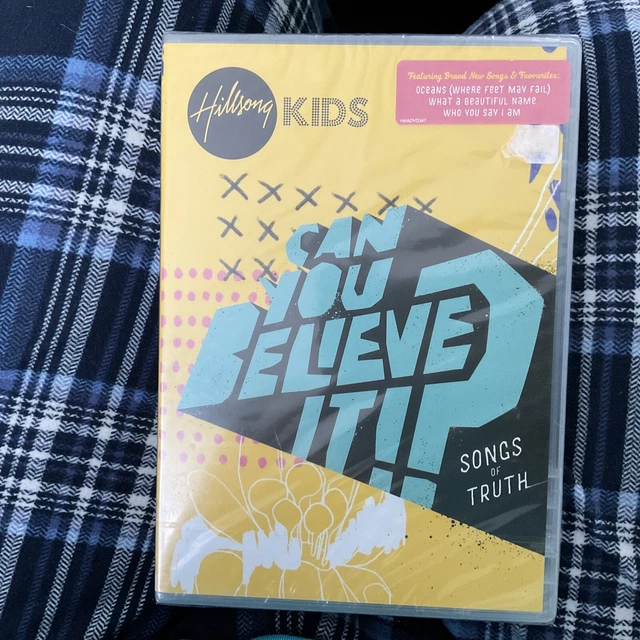 Hillsong KIDS
Featuring Brand New Songs & Favourites:
OCEANS (WHERE FEET MAY FAIL)
WHAT A BEAUTIFUL NAME
WHO YOU SAY I AM
CAN
YOU
BELIEVE
IT!?
SONGS
OF
TRUTH